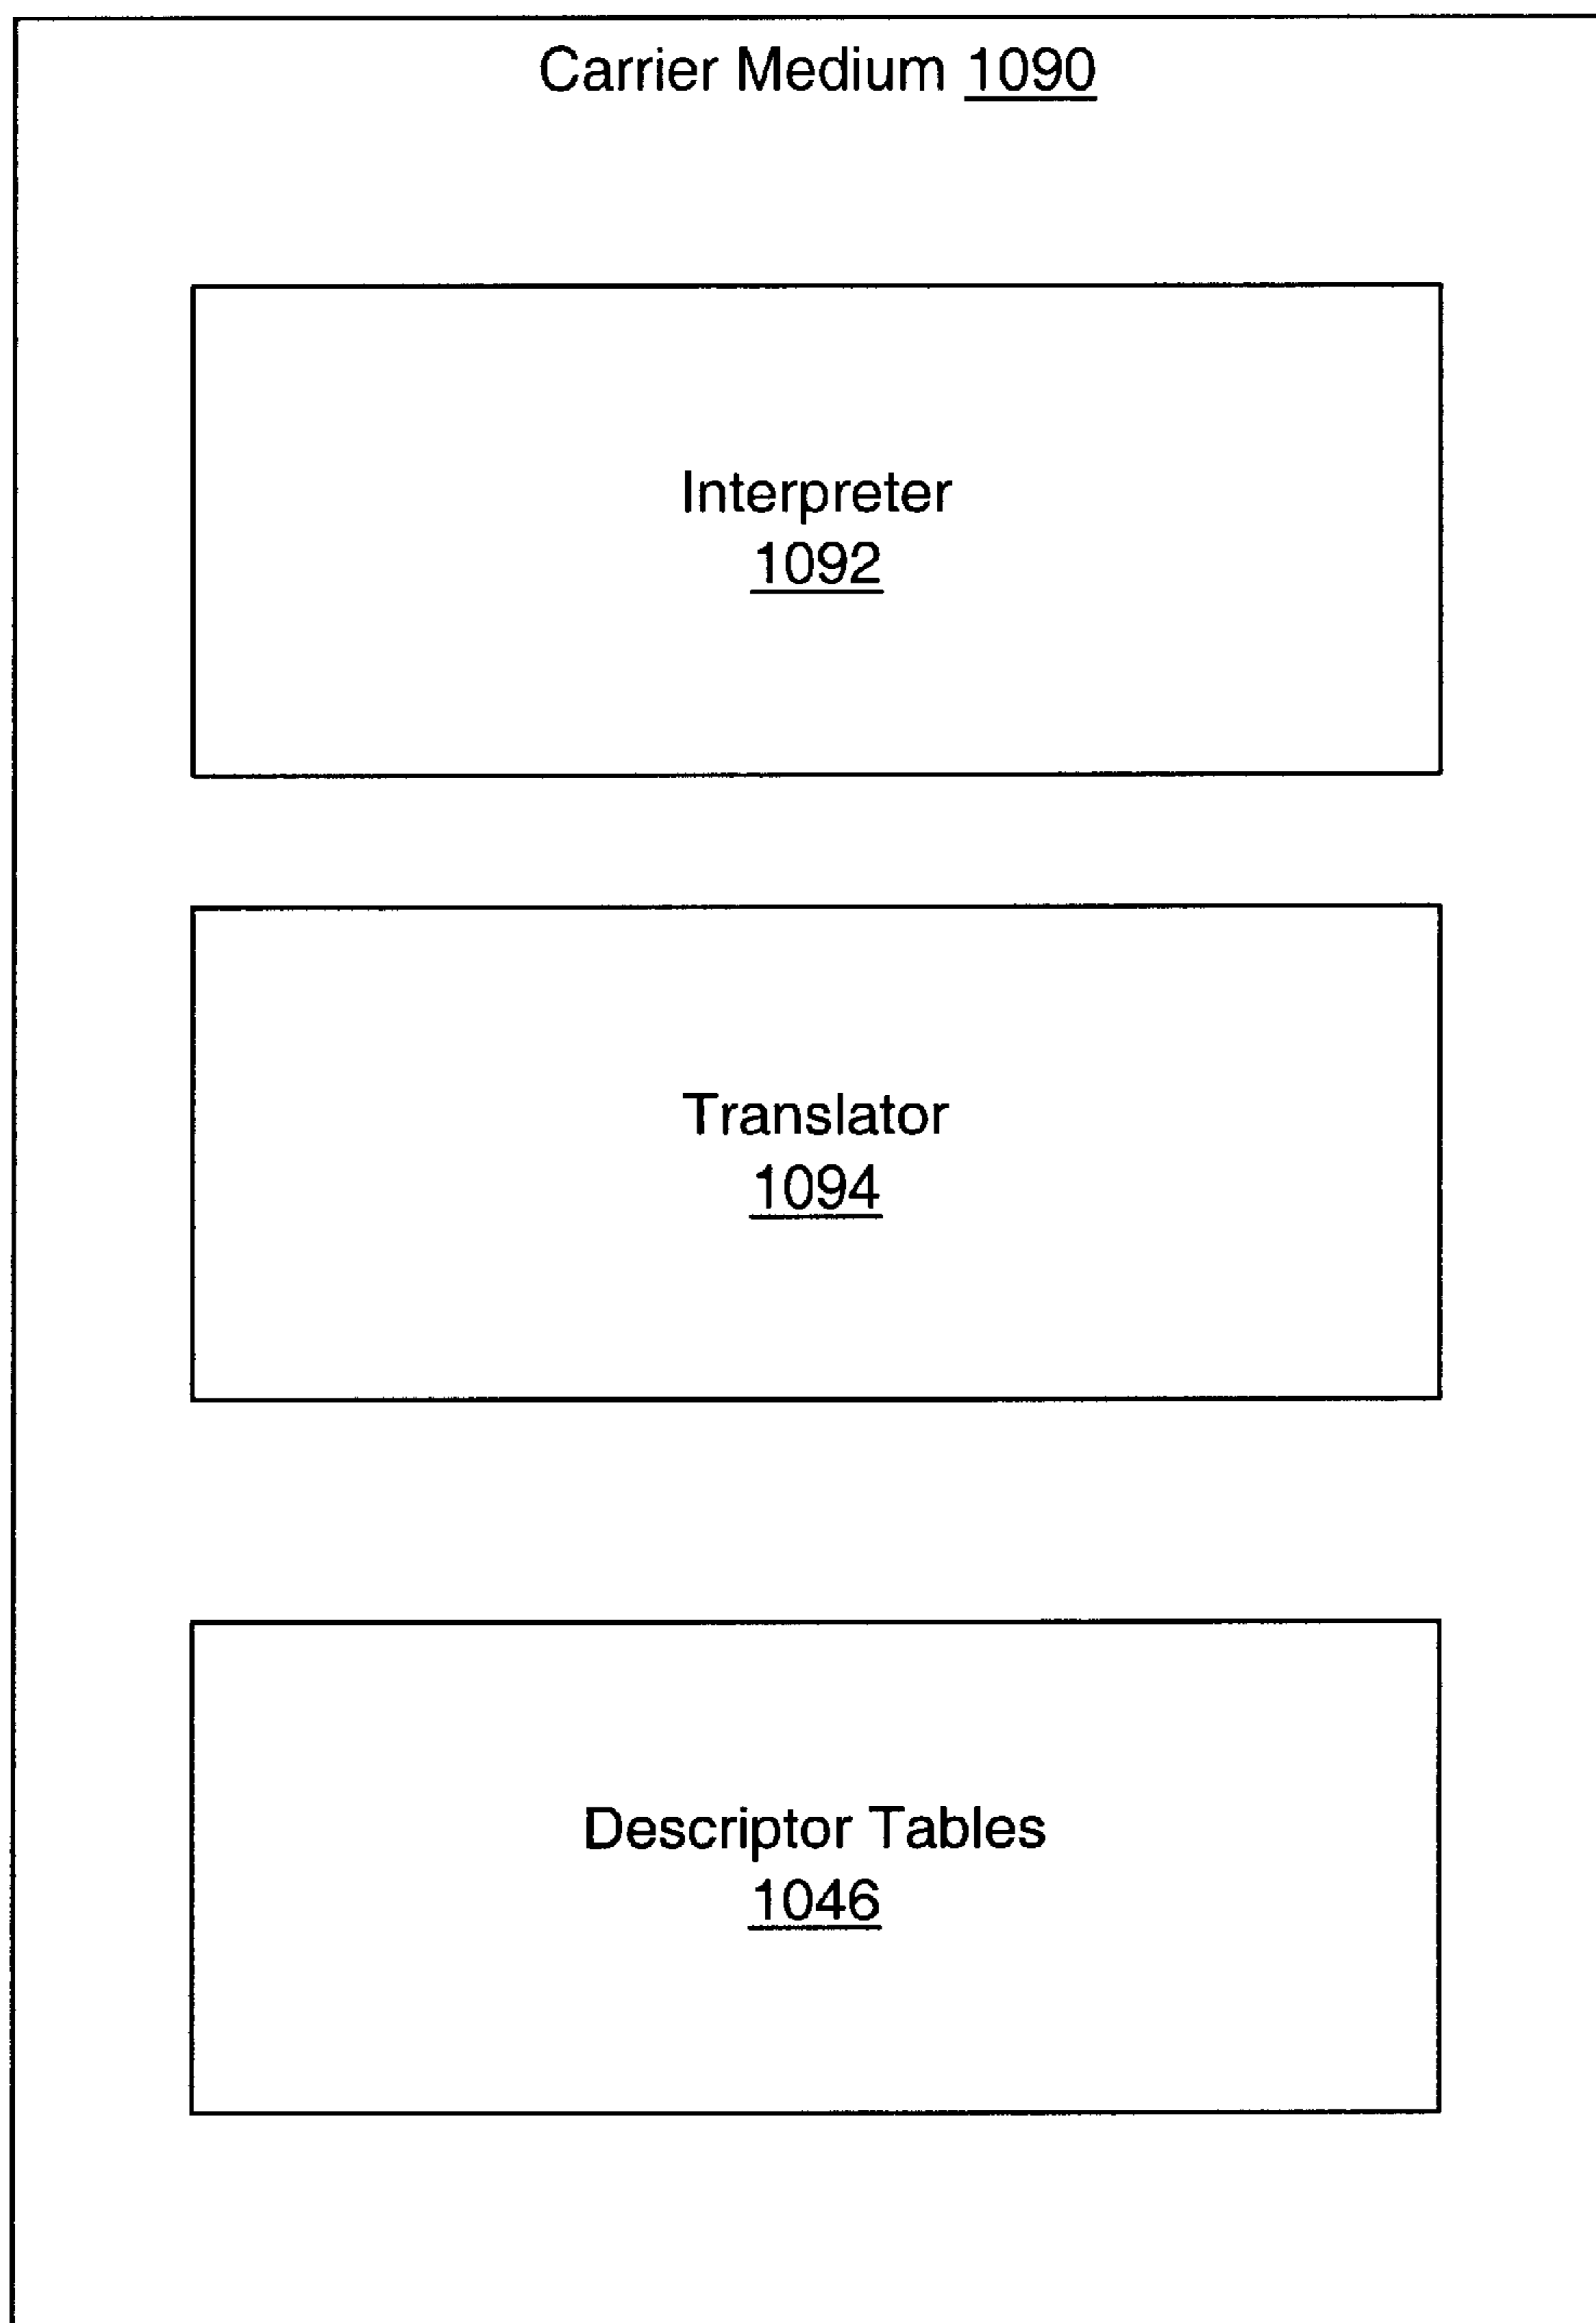 Carrier Medium 1090
Interpreter
1092
Translator
1094
Descriptor Tables
1046